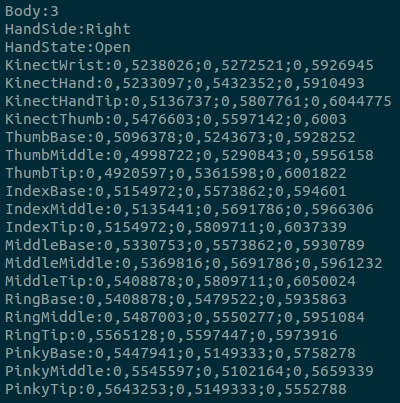 Body:3
HandSide:Right
HandState:Open
KinectWrist:0,5238026;0,5272521;0,5926945
KinectHand:0,5233097;0,5432352;0,5910493
KinectHandTip:0,5136737;0,5807761;0,6044775
KinectThumb:0,5476603;0,5597142;0,6003
ThumbBase:0,5096378;0,5243673;0,5928252
ThumbMiddle:0,4998722;0,5290843;0,5956158
ThumbTip:0,4920597;0,5361598;0,6001822
IndexBase:0,5154972;0,5573862;0,594601
IndexMiddle:0,5135441;0,5691786;0,5966306
IndexTip:0,5154972;0,5809711;0,6037339
MiddleBase:0,5330753;0,5573862;0,5930789
MiddleMiddle:0,5369816;0,5691786;0,5961232
MiddleTip:0,5408878;0,5809711;0,6050024
RingBase:0,5408878;0,5479522;0,5935863
RingMiddle:0,5487003;0,5550277;0,5951084
RingTip:0,5565128;0,5597447;0,5973916
PinkyBase:0,5447941;0,5149333;0,5758278
PinkyMiddle:0,5545597;0,5102164;0,5659339
PinkyTip:0,5643253;0,5149333;0,5552788